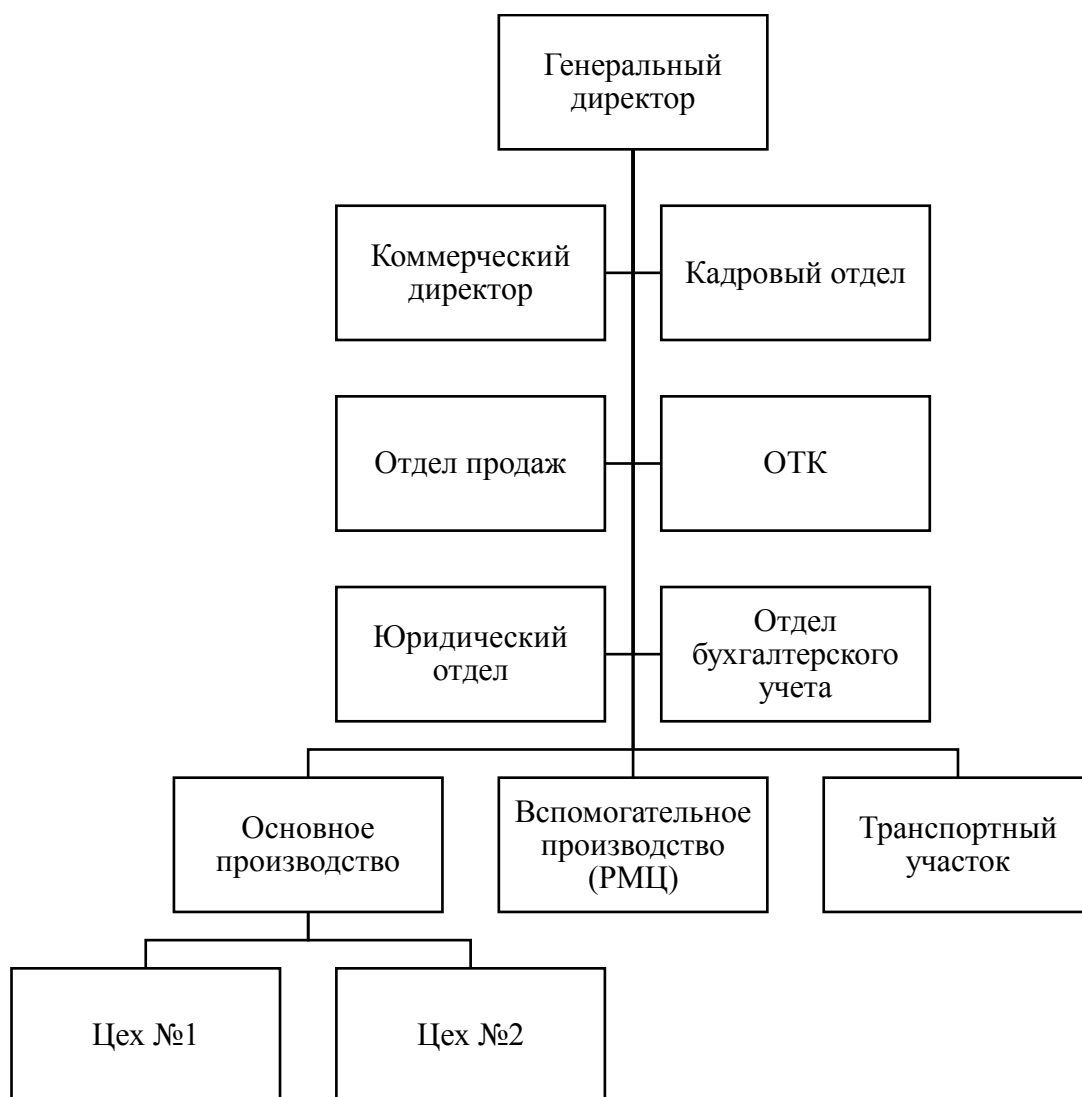 Генеральный
директор
Коммерческий
директор
Кадровый отдел
Отдел продаж
ОТК
Юридический
отдел
Отдел
бухгалтерского
учета
Основное
производство
Вспомогательное
производство
(РМЦ)
Транспортный
участок
Цех №1
Цех №2